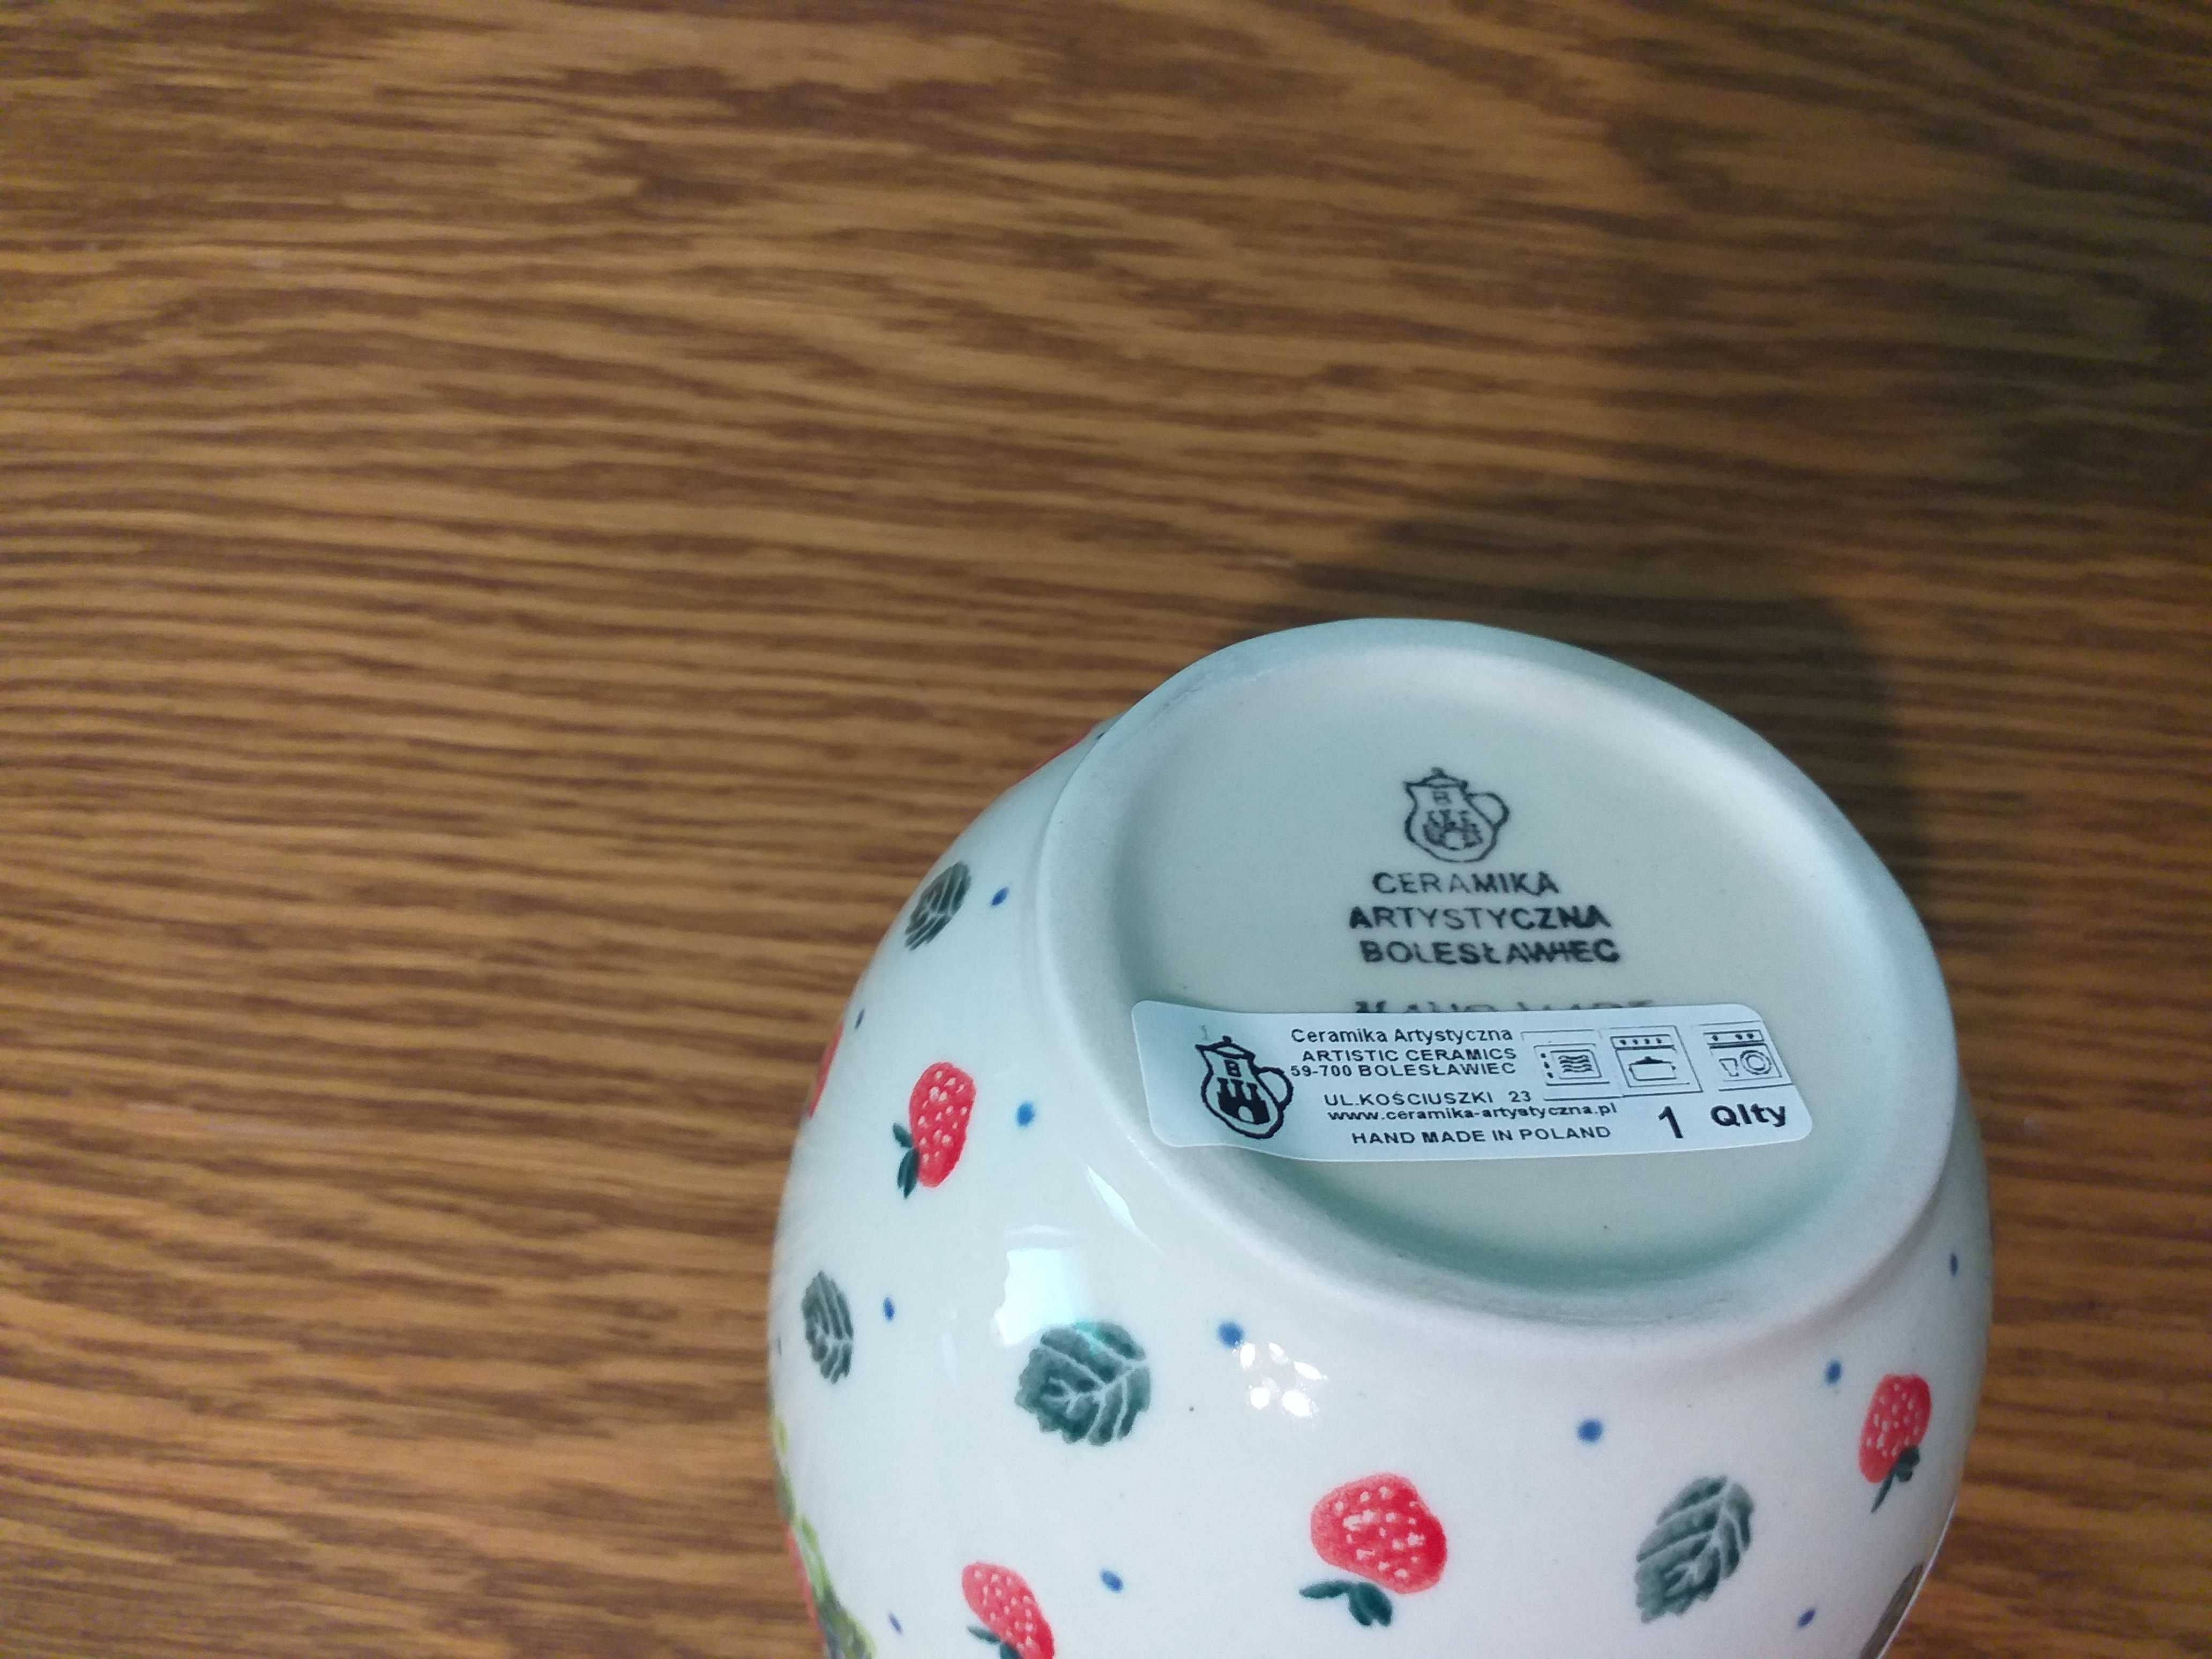 B
CERAMIKA
ARTYSTYCZNA
BOLESŁAWIEC
B
Ceramika Artystyczna
ARTISTIC CERAMICS
59-700 BOLESŁAWIEC
UL.KOŚCIUSZKI 23
www.ceramika-artystyczna.pl
HAND MADE IN POLAND
1 Qlty